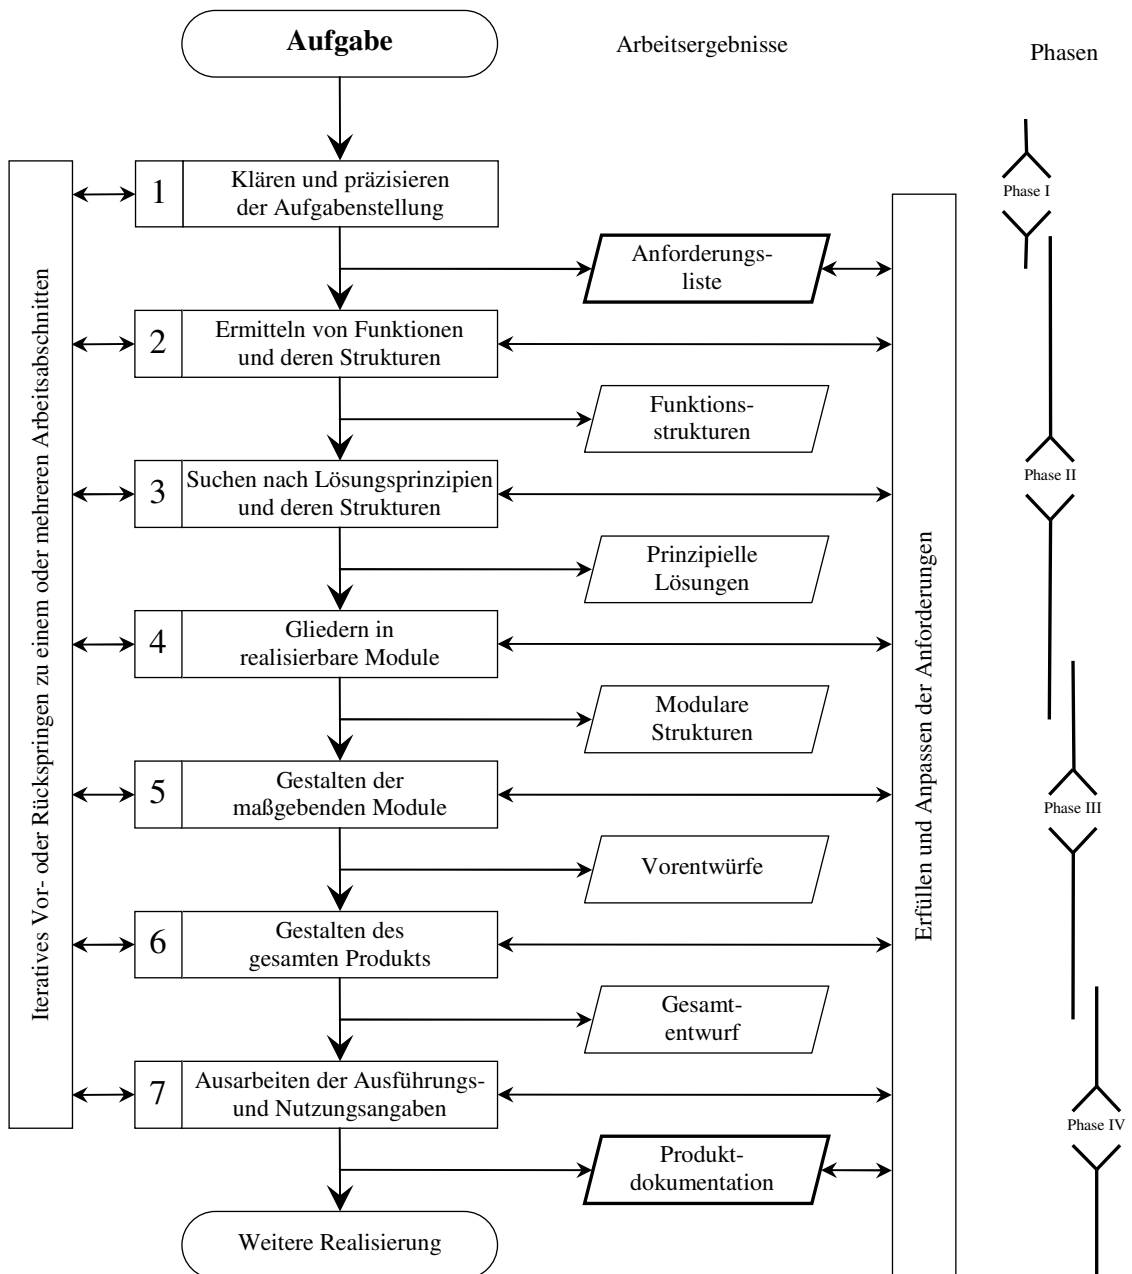 Aufgabe
Arbeitsergebnisse
Phasen
1
Klären und präzisieren
der Aufgabenstellung
Phase I
Anforderungs-
liste
2
Ermitteln von Funktionen
und deren Strukturen
Funktions-
strukturen
3
Suchen nach Lösungsprinzipien
und deren Strukturen
Phase II
Prinzipielle
Lösungen
4
Gliedern in
realisierbare Module
Modulare
Strukturen
5
Gestalten der
maßgebenden Module
Phase III
Vorentwürfe
6
Gestalten des
gesamten Produkts
Gesamt-
entwurf
7
Ausarbeiten der Ausführungs-
und Nutzungsangaben
Phase IV
Produkt-
dokumentation
Weitere Realisierung
Iteratives Vor- oder Rückspringen zu einem oder mehreren Arbeitsabschnitten
Erfüllen und Anpassen der Anforderungen